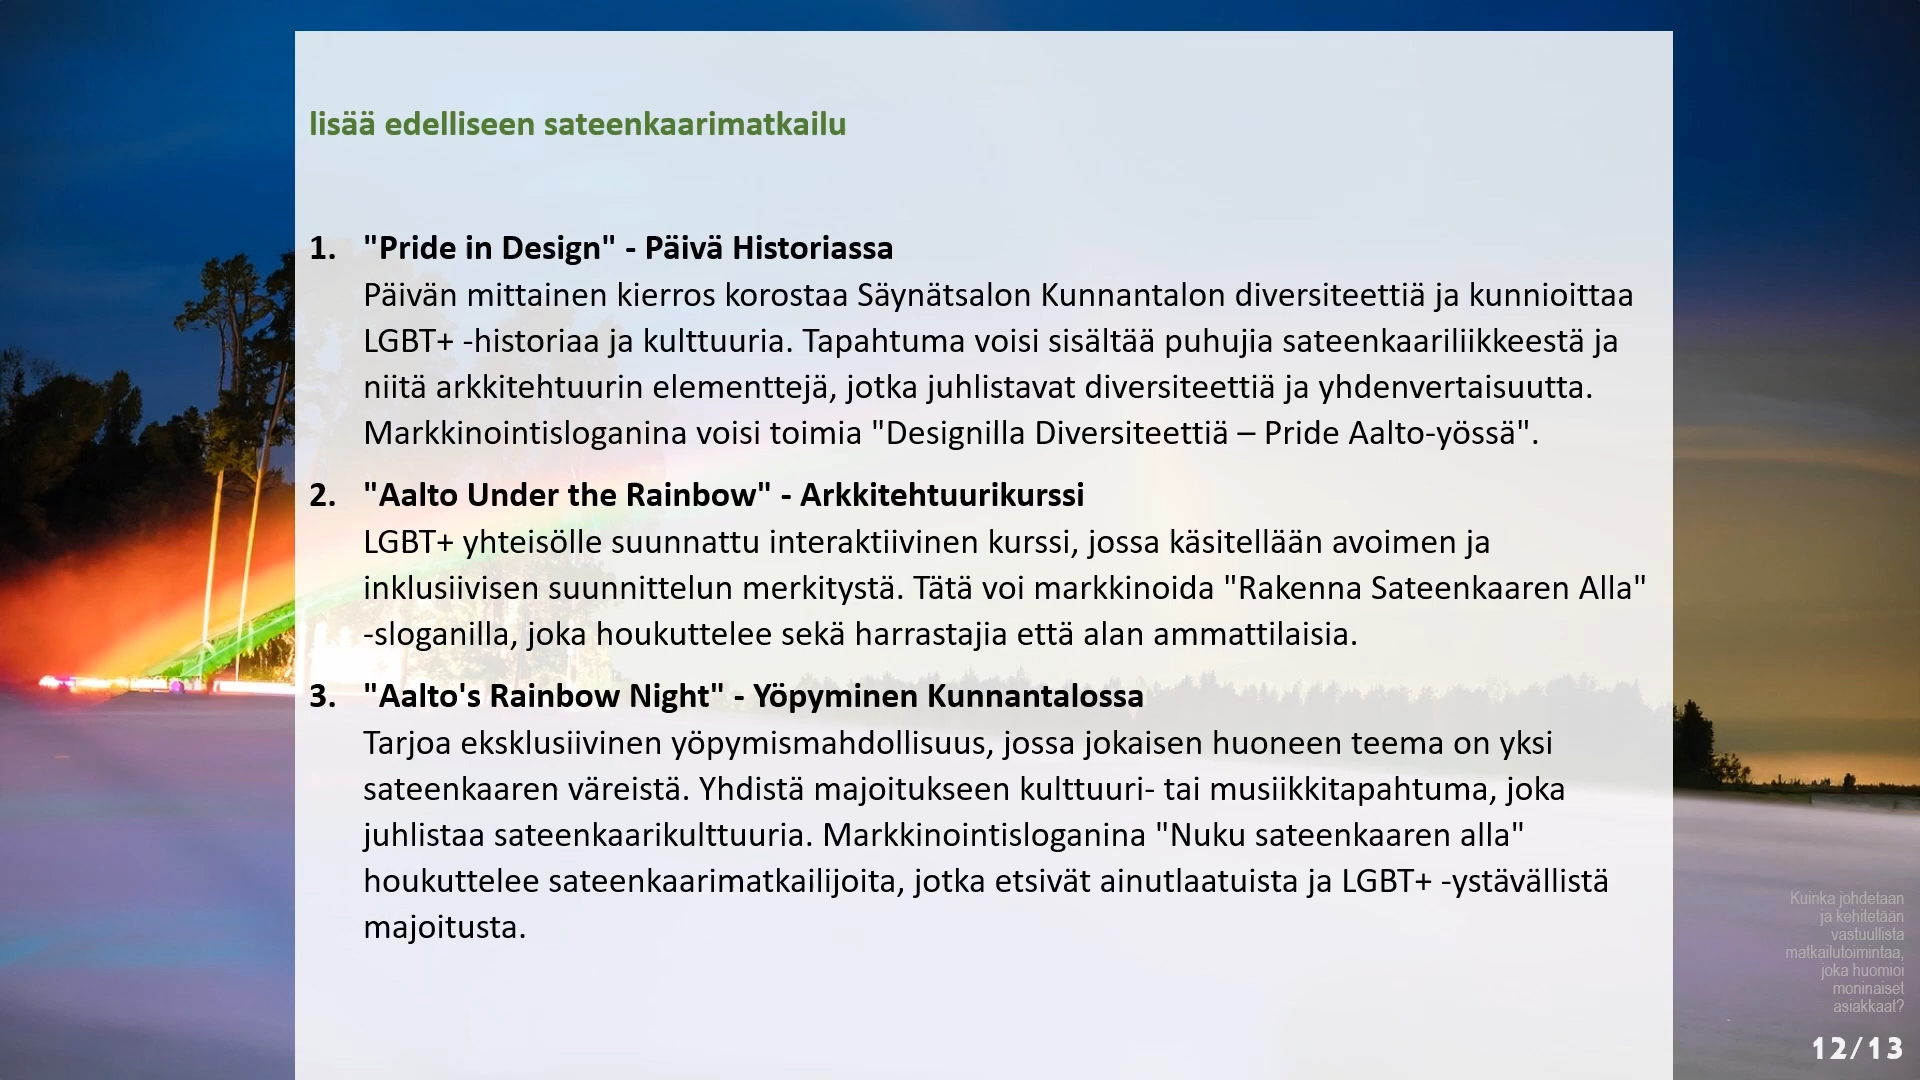 lisää edelliseen sateenkaarimatkailu
1. "Pride in Design" - Päivä Historiassa
Päivän mittainen kierros korostaa Säynätsalon Kunnantalon diversiteettiä ja kunnioittaa
LGBT+ -historiaa ja kulttuuria. Tapahtuma voisi sisältää puhujia sateenkaariliikkeestä ja
niitä arkkitehtuurin elementtejä, jotka juhlistavat diversiteettiä ja yhdenvertaisuutta.
Markkinointisloganina voisi toimia "Designilla Diversiteettiä – Pride Aalto-yössä".
2. "Aalto Under the Rainbow" - Arkkitehtuurikurssi
LGBT+ yhteisölle suunnattu interaktiivinen kurssi, jossa käsitellään avoimen ja
inklusiivisen suunnittelun merkitystä. Tätä voi markkinoida "Rakenna Sateenkaaren Alla"
-sloganilla, joka houkuttelee sekä harrastajia että alan ammattilaisia.
3. "Aalto's Rainbow Night" - Yöpyminen Kunnantalossa
Tarjoa eksklusiivinen yöpymismahdollisuus, jossa jokaisen huoneen teema on yksi
sateenkaaren väreistä. Yhdistä majoitukseen kulttuuri- tai musiikkitapahtuma, joka
juhlistaa sateenkaarikulttuuria. Markkinointisloganina "Nuku sateenkaaren alla"
houkuttelee sateenkaarimatkailijoita, jotka etsivät ainutlaatuista ja LGBT+ -ystävällistä
majoitusta.
Kuinka johdetaan
ja kehitetään
vastuullista
matkailutoimintaa,
joka huomioi
moninaiset
asiakkaat?
12/13